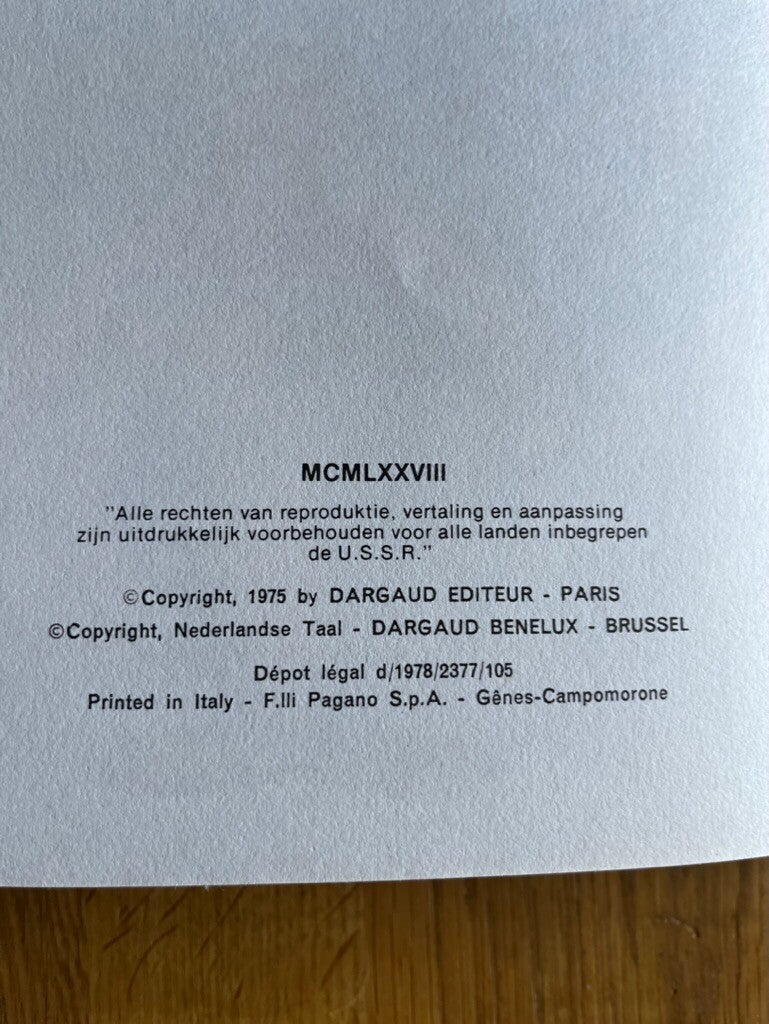 MCMLXXVIII
"Alle rechten van reproduktie, vertaling en aanpassing
zijn uitdrukkelijk voorbehouden voor alle landen inbegrepen
de U.S.S.R."
©Copyright, 1975 by DARGAUD EDITEUR - PARIS
©Copyright, Nederlandse Taal - DARGAUD BENELUX - BRUSSEL
Dépot légal d/1978/2377/105
Printed in Italy - F.lli Pagano S.p.A. - Gênes-Campomorone